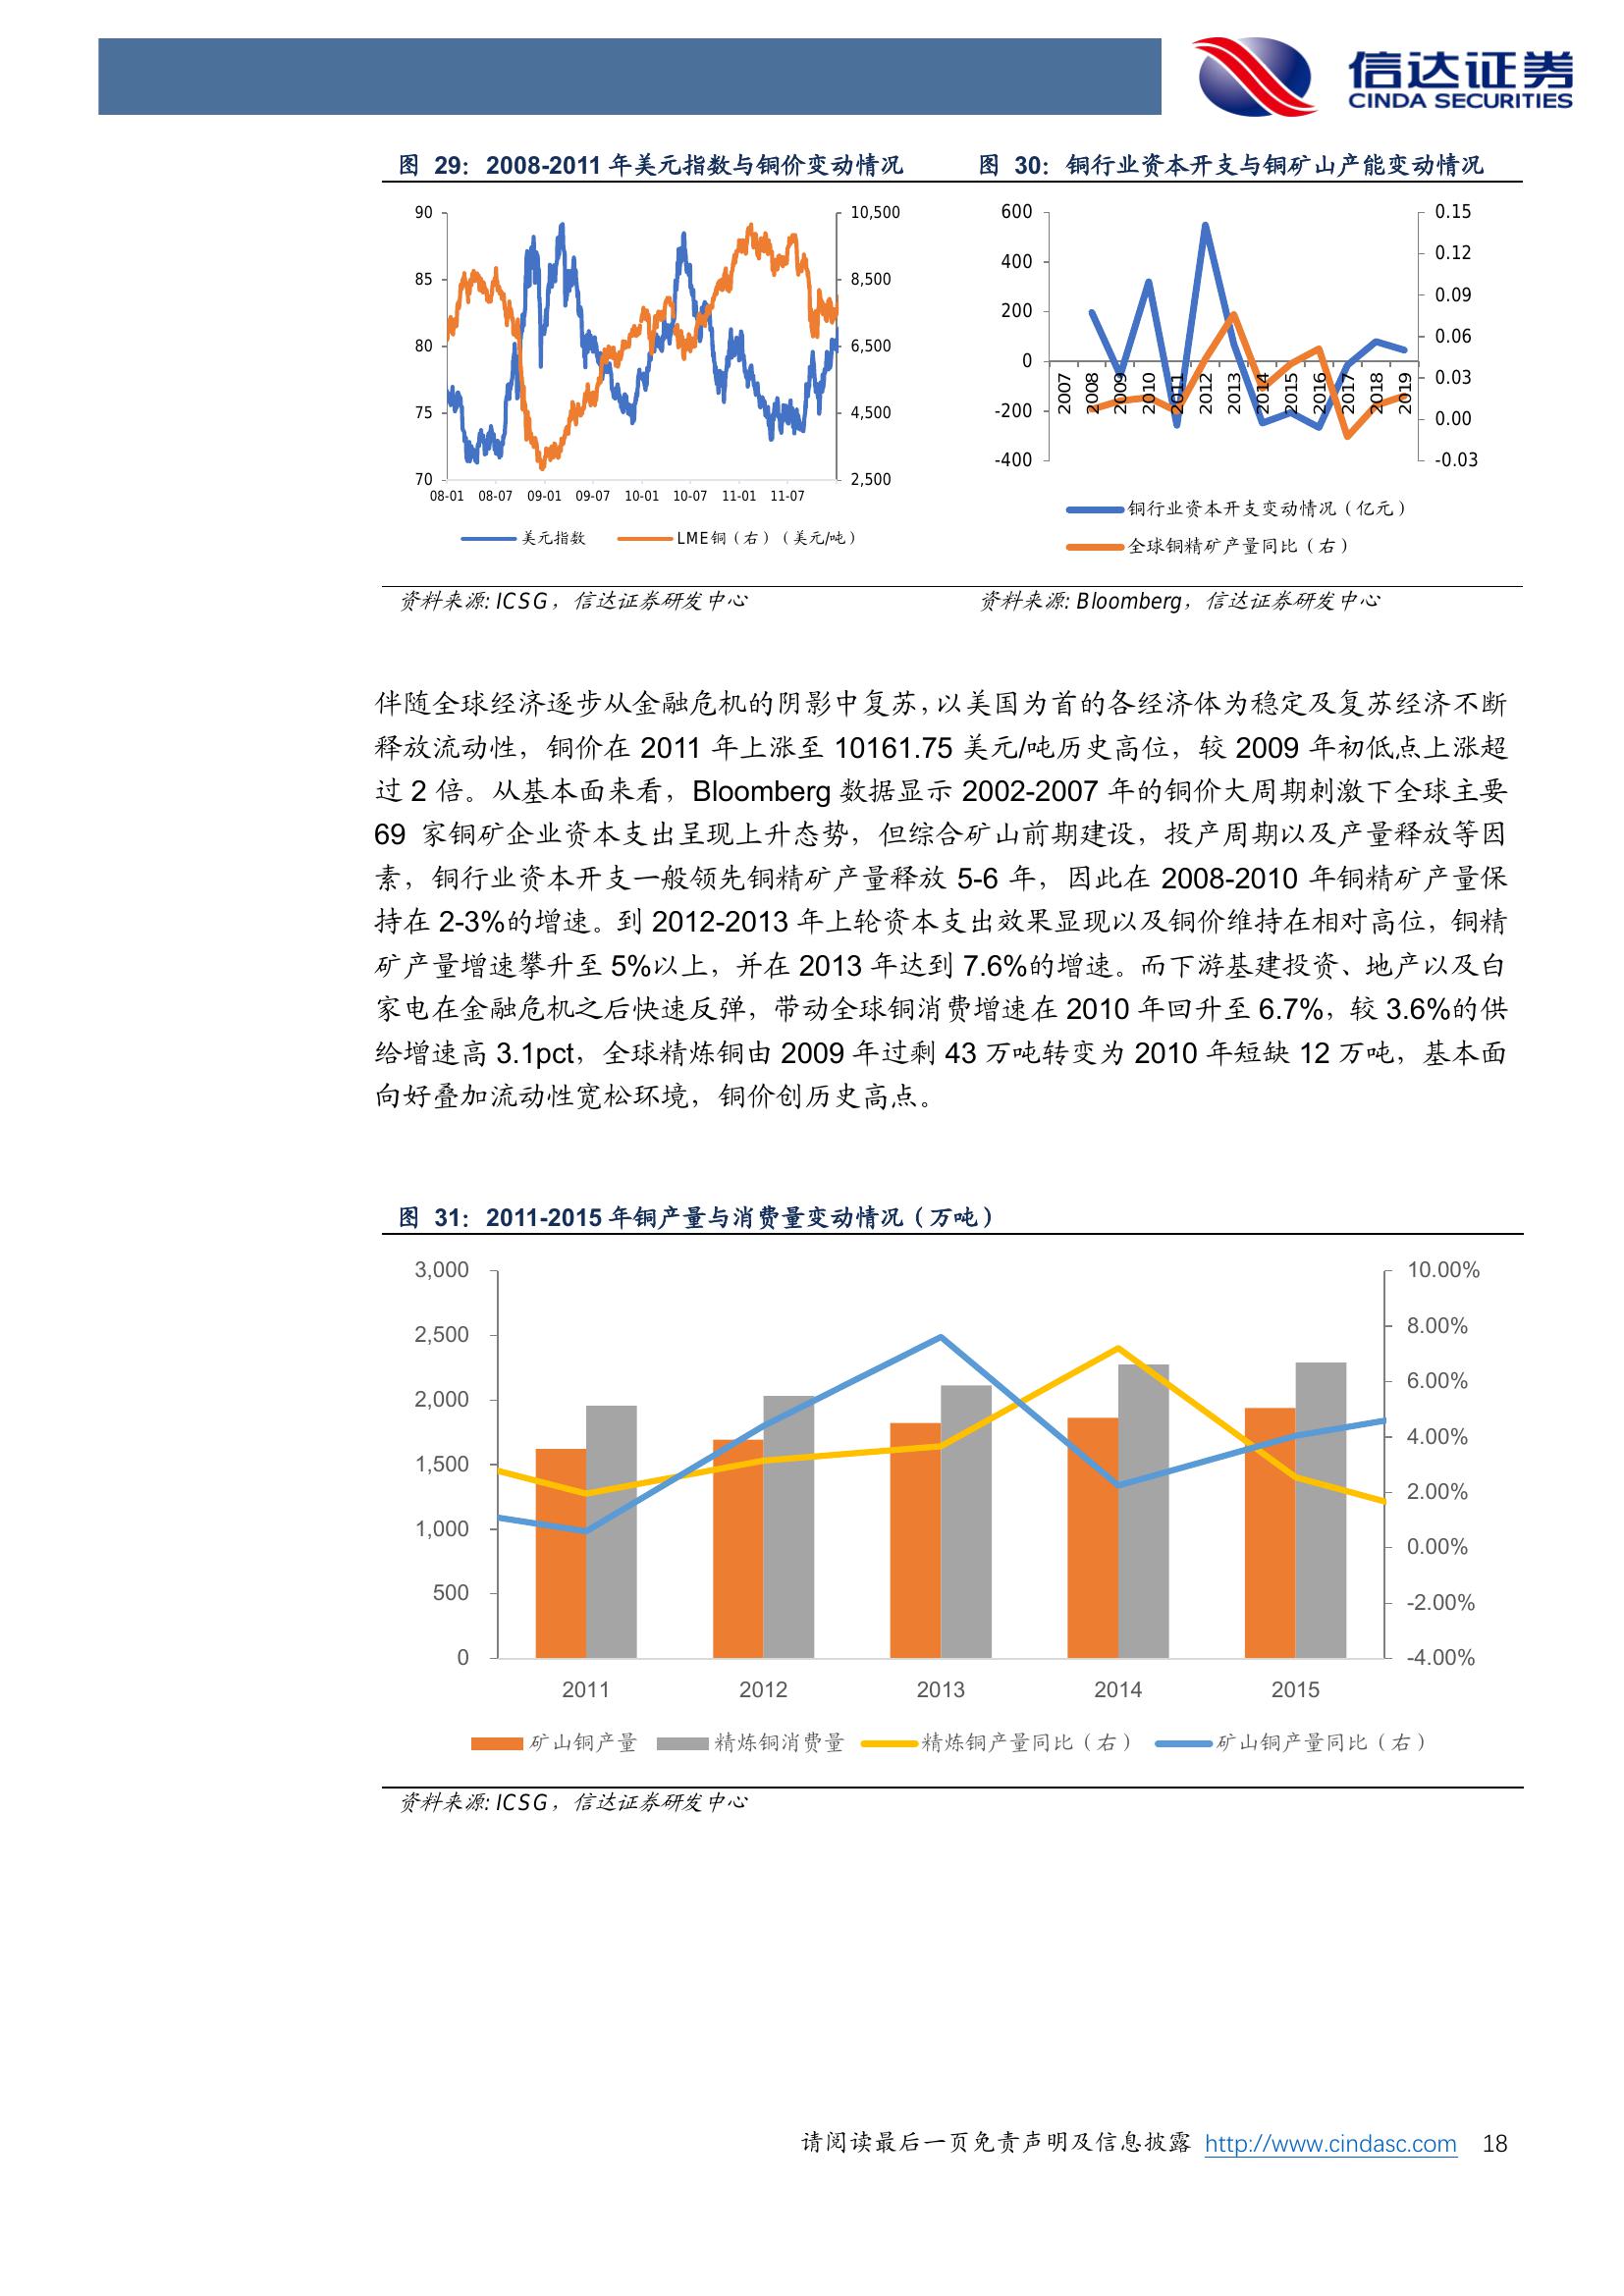 信达证券
CINDA SECURITIES
图 29：2008-2011 年美元指数与铜价变动情况
90
85
80
75
70
10,500
8,500
6,500
4,500
2,500
08-01 08-07 09-01 09-07 10-01 10-07 11-01 11-07
美元指数 LME铜（右）（美元/吨）
资料来源: ICSG，信达证券研发中心
图 30：铜行业资本开支与铜矿山产能变动情况
600
400
200
0
-200
-400
0.15
0.12
0.09
0.06
0.03
0.00
-0.03
2007 2008 2009 2010 2011 2012 2013 2014 2015 2016 2017 2018 2019
铜行业资本开支变动情况（亿元）
全球铜精矿产量同比（右）
资料来源: Bloomberg，信达证券研发中心
伴随全球经济逐步从金融危机的阴影中复苏，以美国为首的各经济体为稳定及复苏经济不断
释放流动性，铜价在 2011 年上涨至 10161.75 美元/吨历史高位，较 2009 年初低点上涨超
过 2 倍。从基本面来看，Bloomberg 数据显示 2002-2007 年的铜价大周期刺激下全球主要
69 家铜矿企业资本支出呈现上升态势，但综合矿山前期建设，投产周期以及产量释放等因
素，铜行业资本开支一般领先铜精矿产量释放 5-6 年，因此在 2008-2010 年铜精矿产量保
持在 2-3%的增速。到 2012-2013 年上轮资本支出效果显现以及铜价维持在相对高位，铜精
矿产量增速攀升至 5%以上，并在 2013 年达到 7.6%的增速。而下游基建投资、地产以及白
家电在金融危机之后快速反弹，带动全球铜消费增速在 2010 年回升至 6.7%，较 3.6%的供
给增速高 3.1pct，全球精炼铜由 2009 年过剩 43 万吨转变为 2010 年短缺 12 万吨，基本面
向好叠加流动性宽松环境，铜价创历史高点。
图 31：2011-2015 年铜产量与消费量变动情况（万吨）
3,000
2,500
2,000
1,500
1,000
500
0
10.00%
8.00%
6.00%
4.00%
2.00%
0.00%
-2.00%
-4.00%
2011 2012 2013 2014 2015
矿山铜产量 精炼铜消费量 精炼铜产量同比（右） 矿山铜产量同比（右）
资料来源: ICSG，信达证券研发中心
请阅读最后一页免责声明及信息披露 http://www.cindasc.com 18